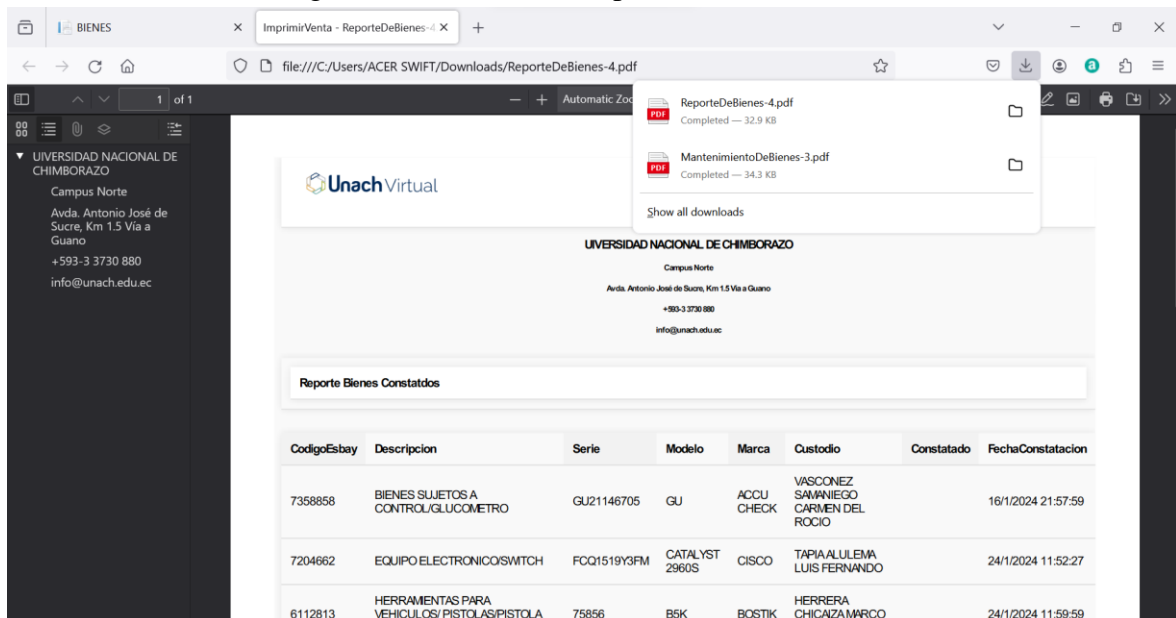 BIENES
ImprimirVenta - ReporteDeBienes-4
file:///C:/Users/ACER SWIFT/Downloads/ReporteDeBienes-4.pdf
1 of 1
Automatic Zoo
ReporteDeBienes-4.pdf
Completed — 32.9 KB
MantenimientoDeBienes-3.pdf
Completed — 34.3 KB
Show all downloads
UIVERSIDAD NACIONAL DE
CHIMBORAZO
Campus Norte
Avda. Antonio José de
Sucre, Km 1.5 Vía a
Guano
+593-3 3730 880
info@unach.edu.ec
Unach Virtual
UIVERSIDAD NACIONAL DE CHIMBORAZO
Campus Norte
Avda. Antonio José de Sucre, Km 1.5 Vía a Guano
+593-3 3730 880
info@unach.edu.ec
Reporte Bienes Constatdos
CodigoEsbay Descripcion Serie Modelo Marca Custodio Constatado FechaConstatacion
7358858 BIENES SUJETOS A CONTROL/GLUCOMETRO GU21146705 GU ACCU CHECK VASCONEZ SAMANIEGO CARMEN DEL ROCIO 16/1/2024 21:57:59
7204662 EQUIPO ELECTRONICO/SWITCH FCQ1519Y3FM CATALYST 2960S CISCO TAPIA ALULEMA LUIS FERNANDO 24/1/2024 11:52:27
6112813 HERRAMIENTAS PARA VEHICULOS/ PISTOLAS/PISTOLA 75856 B5K BOSTIK HERRERA CHICAIZA MARCO 24/1/2024 11:59:59